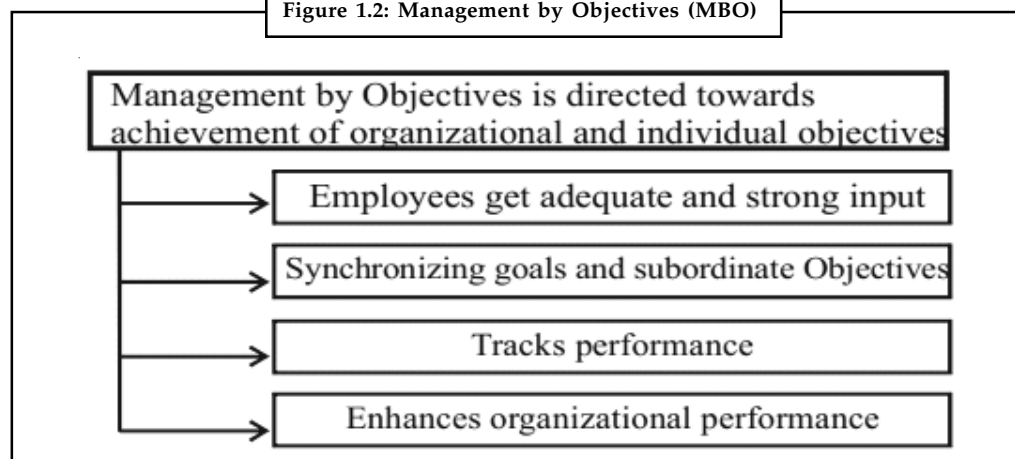 Figure 1.2: Management by Objectives (MBO)
Management by Objectives is directed towards
achievement of organizational and individual objectives
Employees get adequate and strong input
Synchronizing goals and subordinate Objectives
Tracks performance
Enhances organizational performance